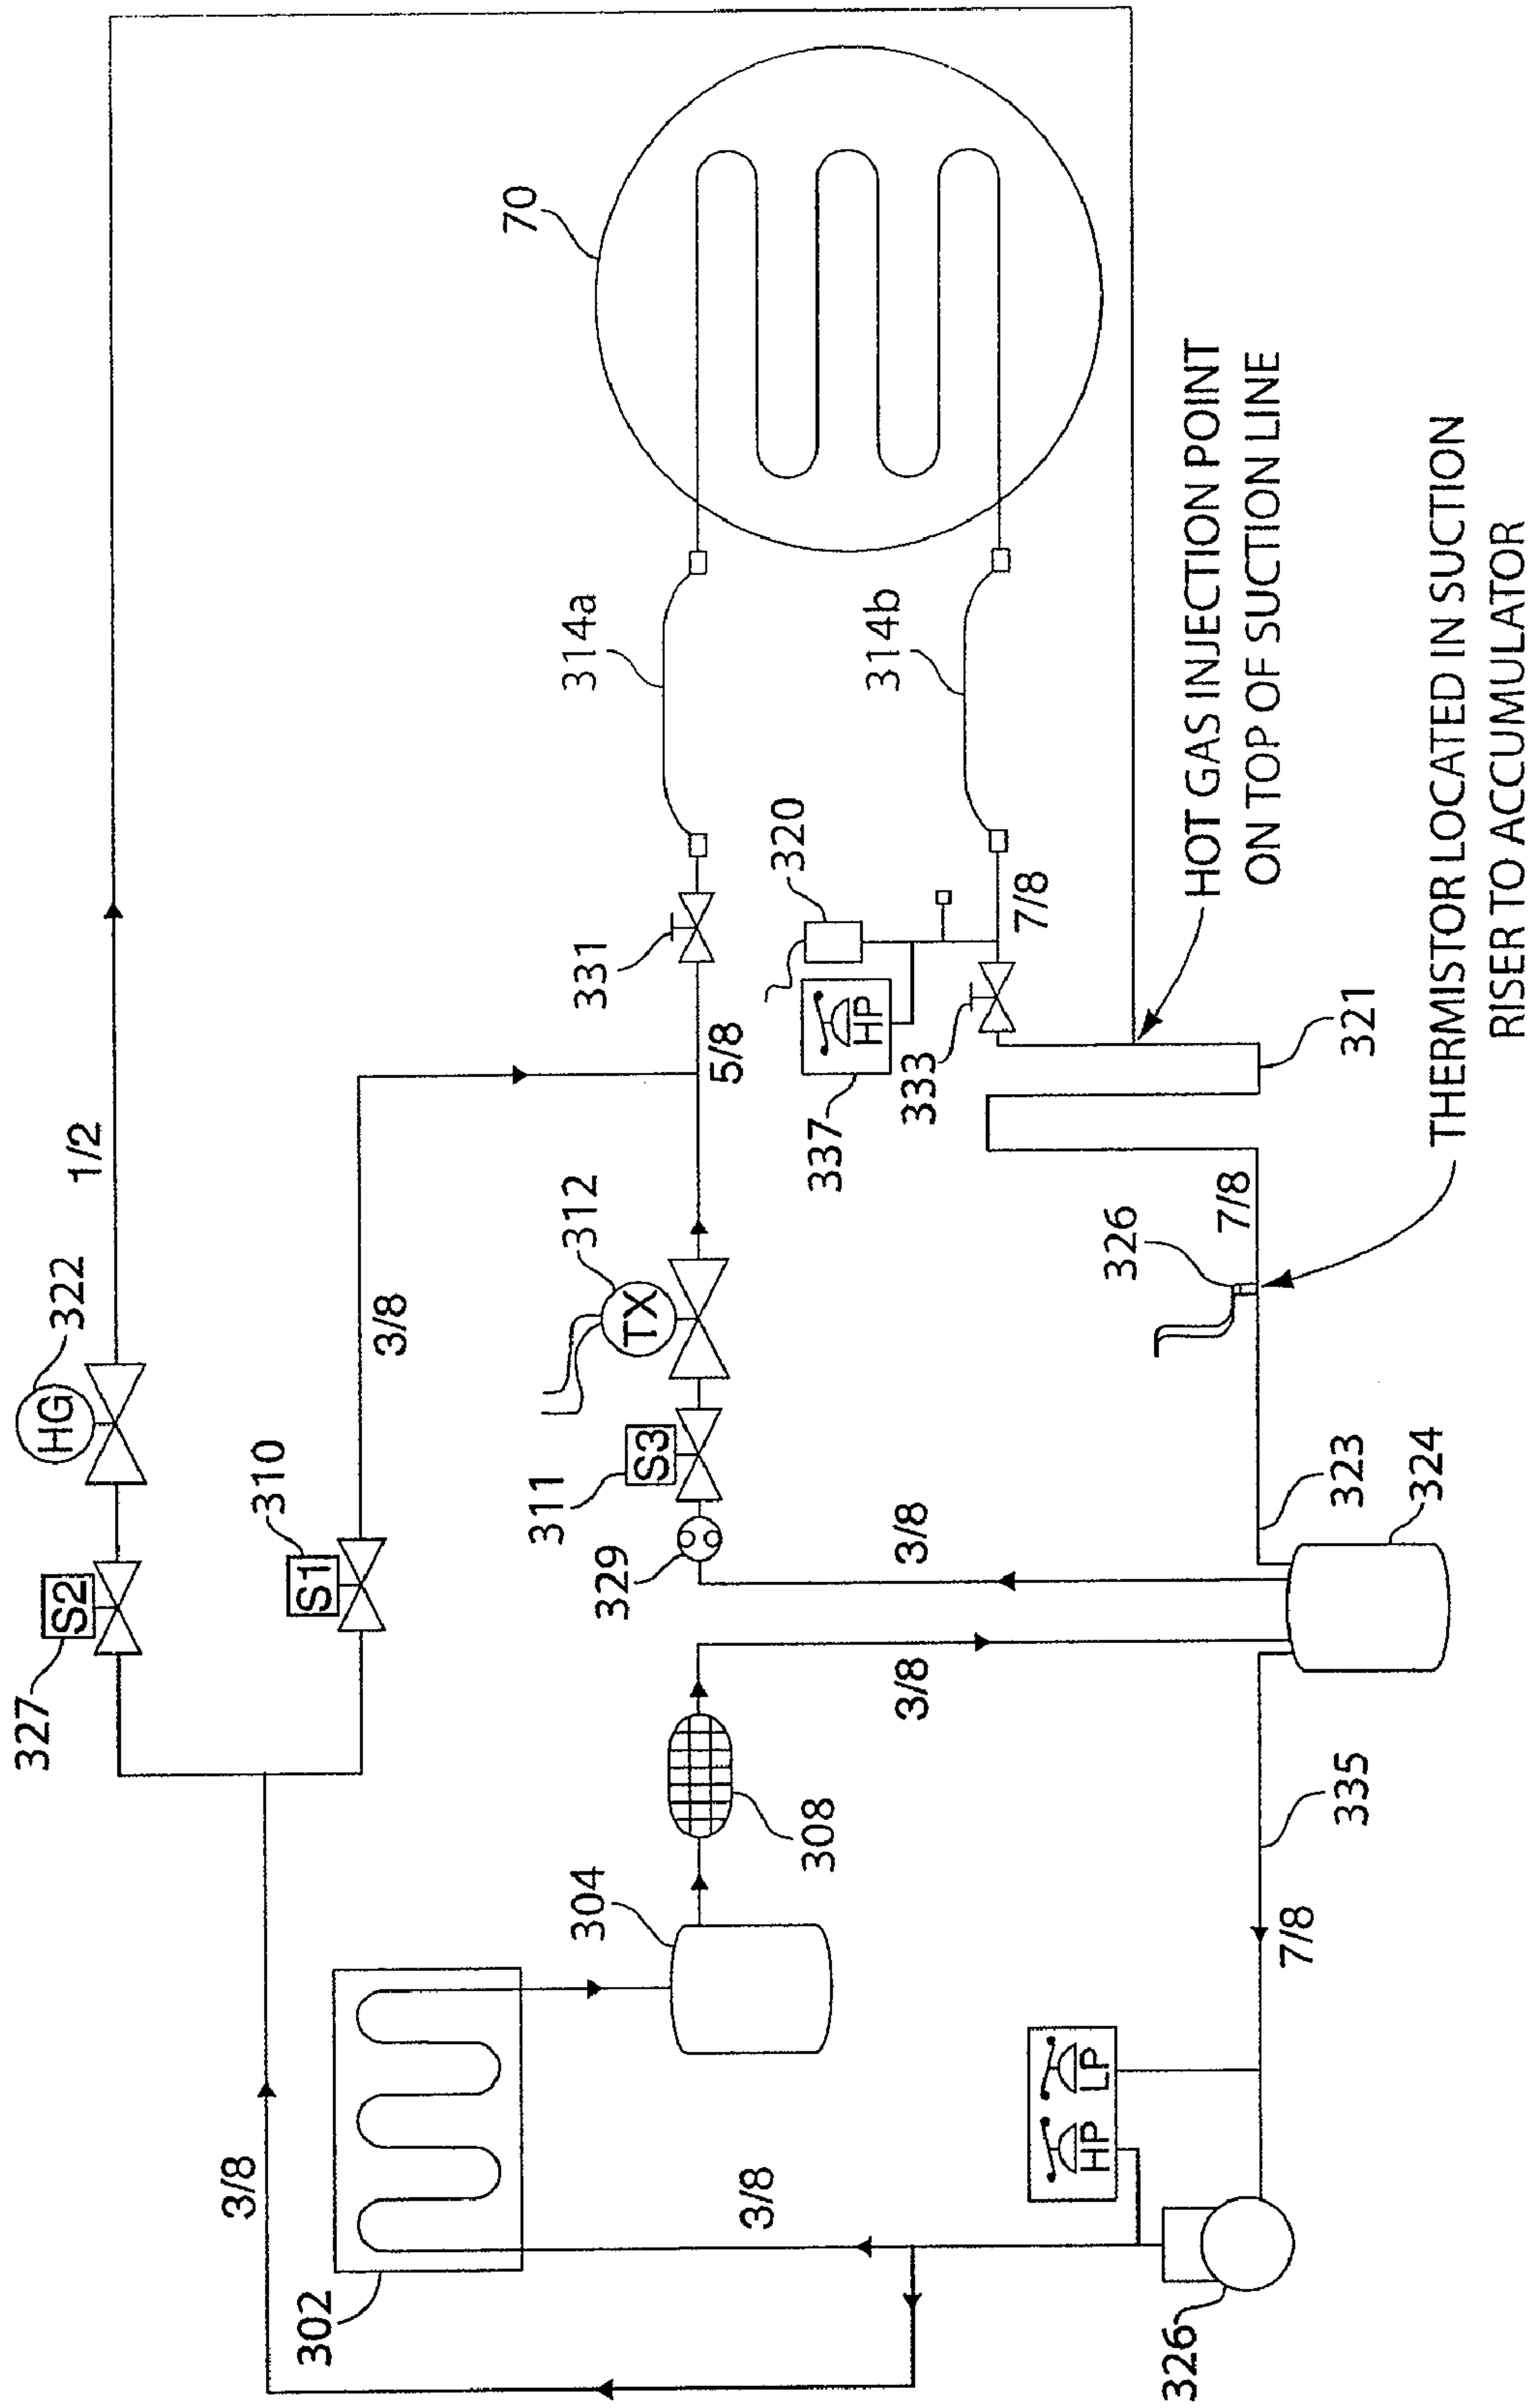 327
S2
HG
322
1/2
3/8
310
S1
302
3/8
70
311
312
331
314a
304
329
S3
TX
5/8
3/8
308
320
337
HP
314b
3/8
3/8
333
7/8
HP
LP
326
326
7/8
HOT GAS INJECTION POINT
ON TOP OF SUCTION LINE
7/8
335
323
321
324
THERMISTOR LOCATED IN SUCTION
RISER TO ACCUMULATOR